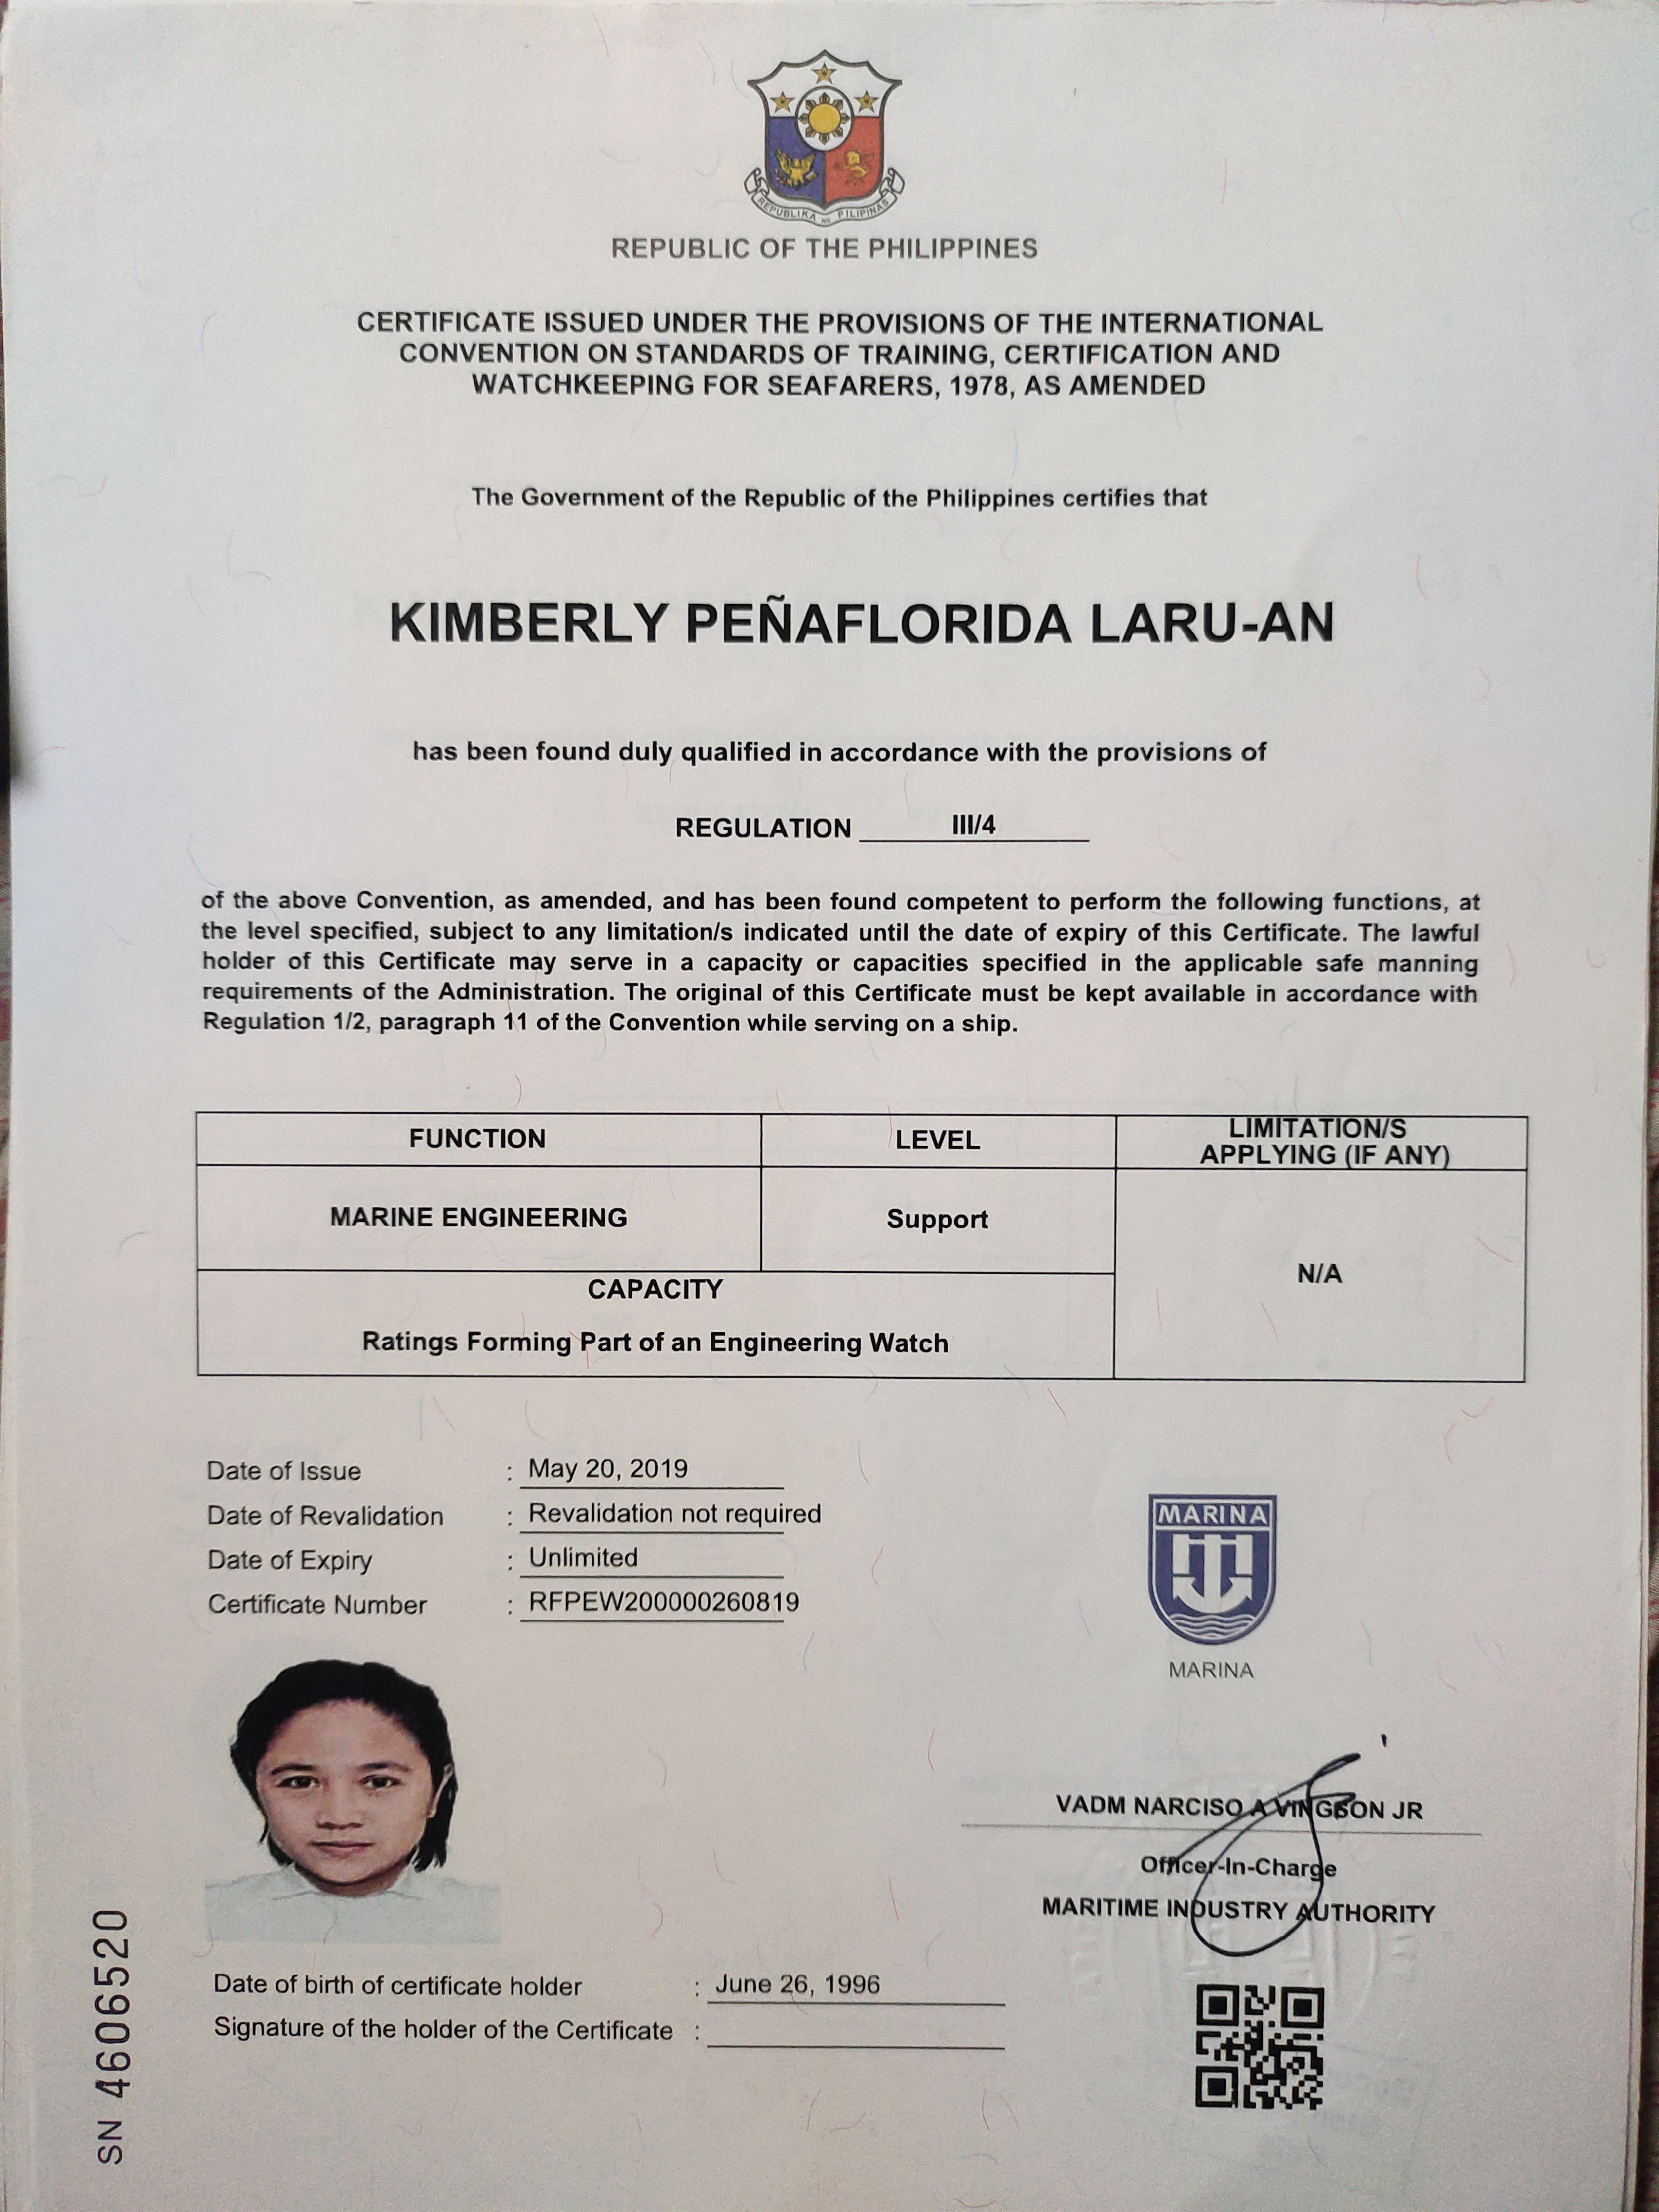 REPUBLIKA NG PILIPINAS
REPUBLIC OF THE PHILIPPINES
CERTIFICATE ISSUED UNDER THE PROVISIONS OF THE INTERNATIONAL
CONVENTION ON STANDARDS OF TRAINING, CERTIFICATION AND
WATCHKEEPING FOR SEAFARERS, 1978, AS AMENDED
The Government of the Republic of the Philippines certifies that
KIMBERLY PEÑAFLORIDA LARU-AN
has been found duly qualified in accordance with the provisions of
REGULATION III/4
of the above Convention, as amended, and has been found competent to perform the following functions, at
the level specified, subject to any limitation/s indicated until the date of expiry of this Certificate. The lawful
holder of this Certificate may serve in a capacity or capacities specified in the applicable safe manning
requirements of the Administration. The original of this Certificate must be kept available in accordance with
Regulation 1/2, paragraph 11 of the Convention while serving on a ship.
FUNCTION LEVEL LIMITATION/S
APPLYING (IF ANY)
MARINE ENGINEERING Support
N/A
CAPACITY
Ratings Forming Part of an Engineering Watch
Date of Issue : May 20, 2019
Date of Revalidation : Revalidation not required
Date of Expiry : Unlimited
Certificate Number : RFPEW200000260819
MARINA
MARINA
VADM NARCISO A VINGSON JR
Officer-In-Charge
MARITIME INDUSTRY AUTHORITY
Date of birth of certificate holder : June 26, 1996
Signature of the holder of the Certificate :
SN 4606520